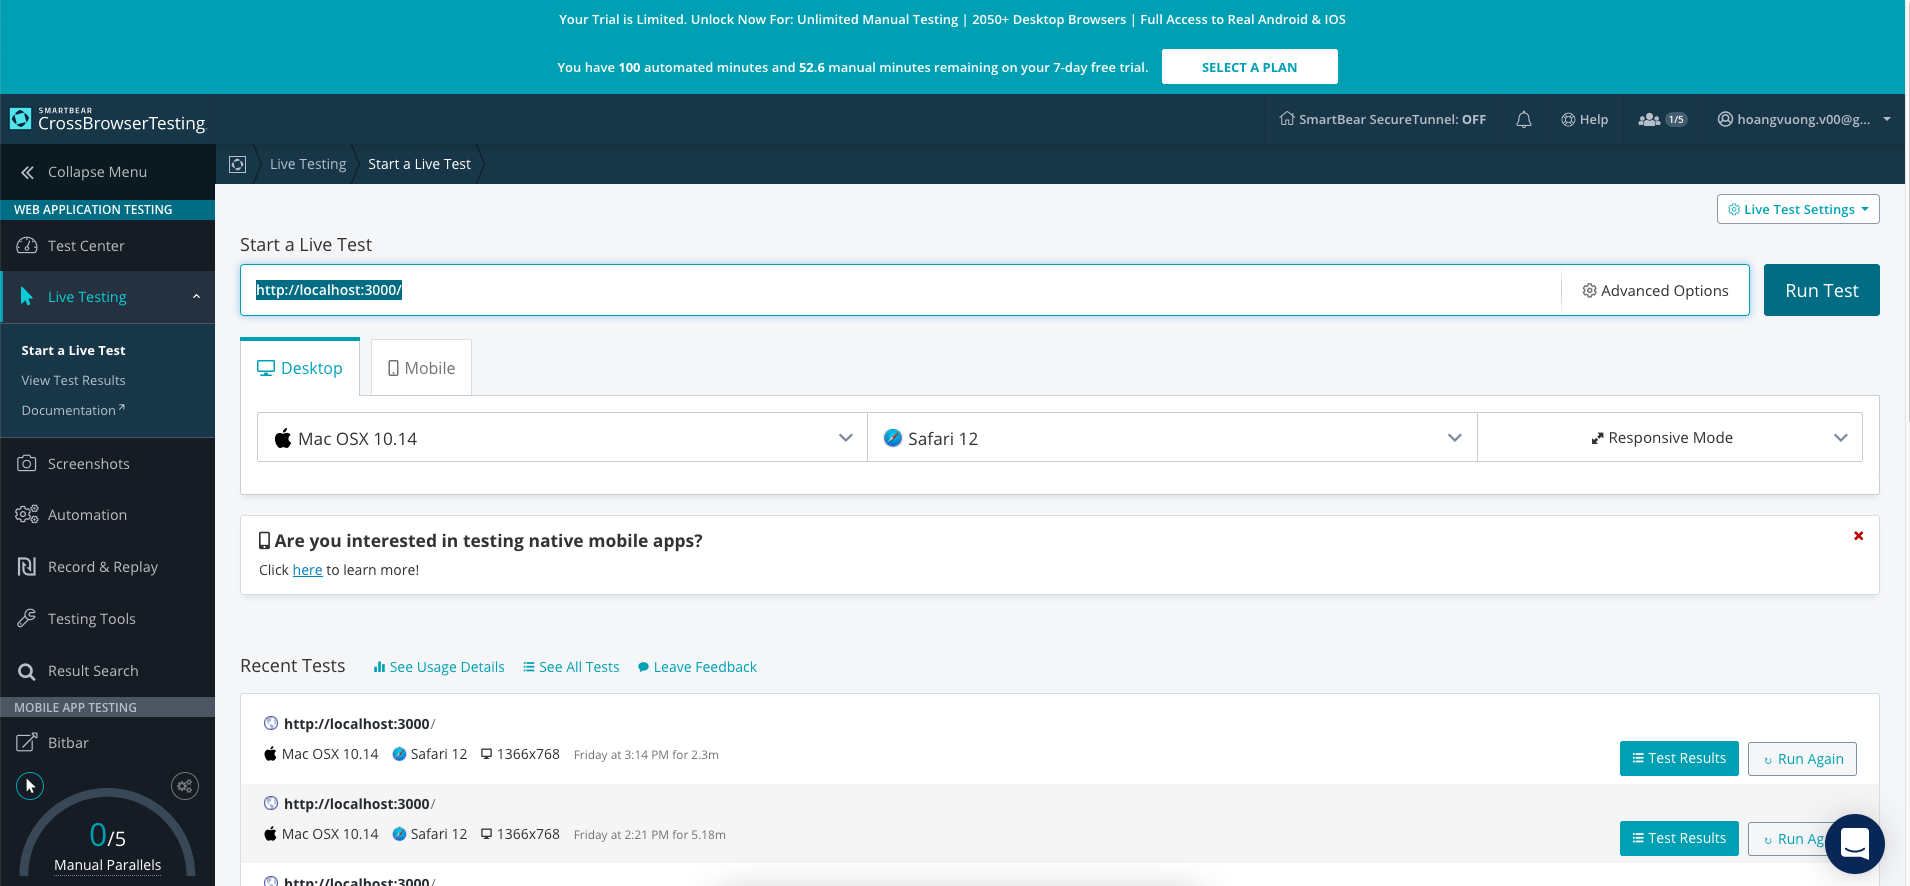 Your Trial is Limited. Unlock Now For: Unlimited Manual Testing | 2050+ Desktop Browsers | Full Access to Real Android & IOS
You have 100 automated minutes and 52.6 manual minutes remaining on your 7-day free trial. SELECT A PLAN
SMARTBEAR
CrossBrowserTesting
SmartBear SecureTunnel: OFF
Help
1/5
hoangvuong.v00@g...
Collapse Menu
Live Testing
Start a Live Test
WEB APPLICATION TESTING
Test Center
Live Testing
Start a Live Test
View Test Results
Documentation
Screenshots
Automation
Record & Replay
Testing Tools
Result Search
MOBILE APP TESTING
Bitbar
0/5
Manual Parallels
Live Test Settings
Start a Live Test
http://localhost:3000/
Advanced Options
Run Test
Desktop
Mobile
Mac OSX 10.14
Safari 12
Responsive Mode
Are you interested in testing native mobile apps?
Click here to learn more!
Recent Tests See Usage Details See All Tests Leave Feedback
http://localhost:3000/
Mac OSX 10.14 Safari 12 1366x768 Friday at 3:14 PM for 2.3m
Test Results Run Again
http://localhost:3000/
Mac OSX 10.14 Safari 12 1366x768 Friday at 2:21 PM for 5.18m
Test Results Run Ag
http://localhost:3000/